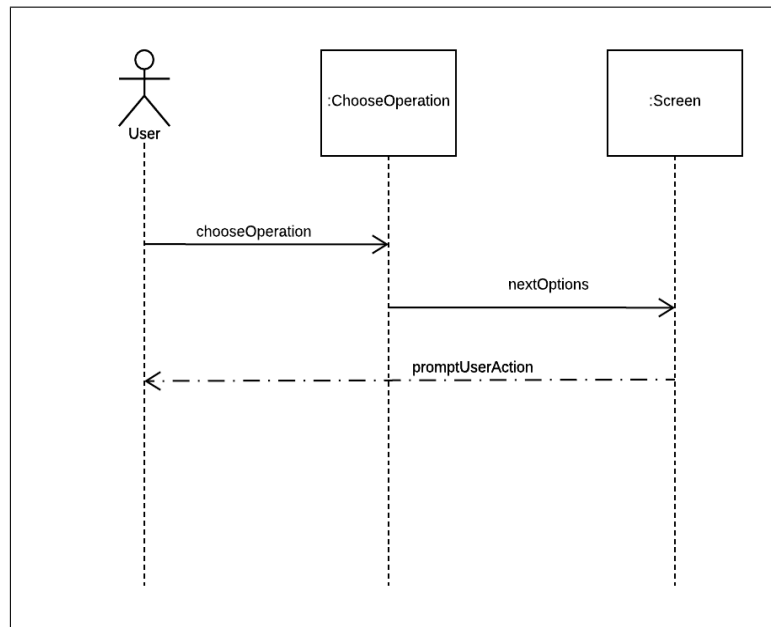 User
:ChooseOperation
:Screen
chooseOperation
nextOptions
promptUserAction